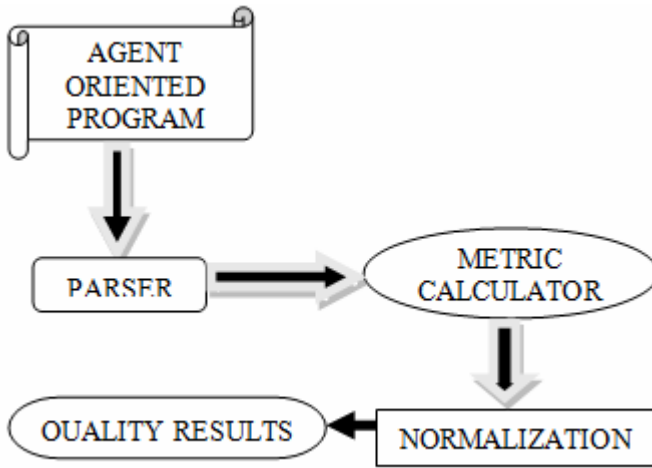 AGENT
ORIENTED
PROGRAM
PARSER
METRIC
CALCULATOR
QUALITY RESULTS
NORMALIZATION